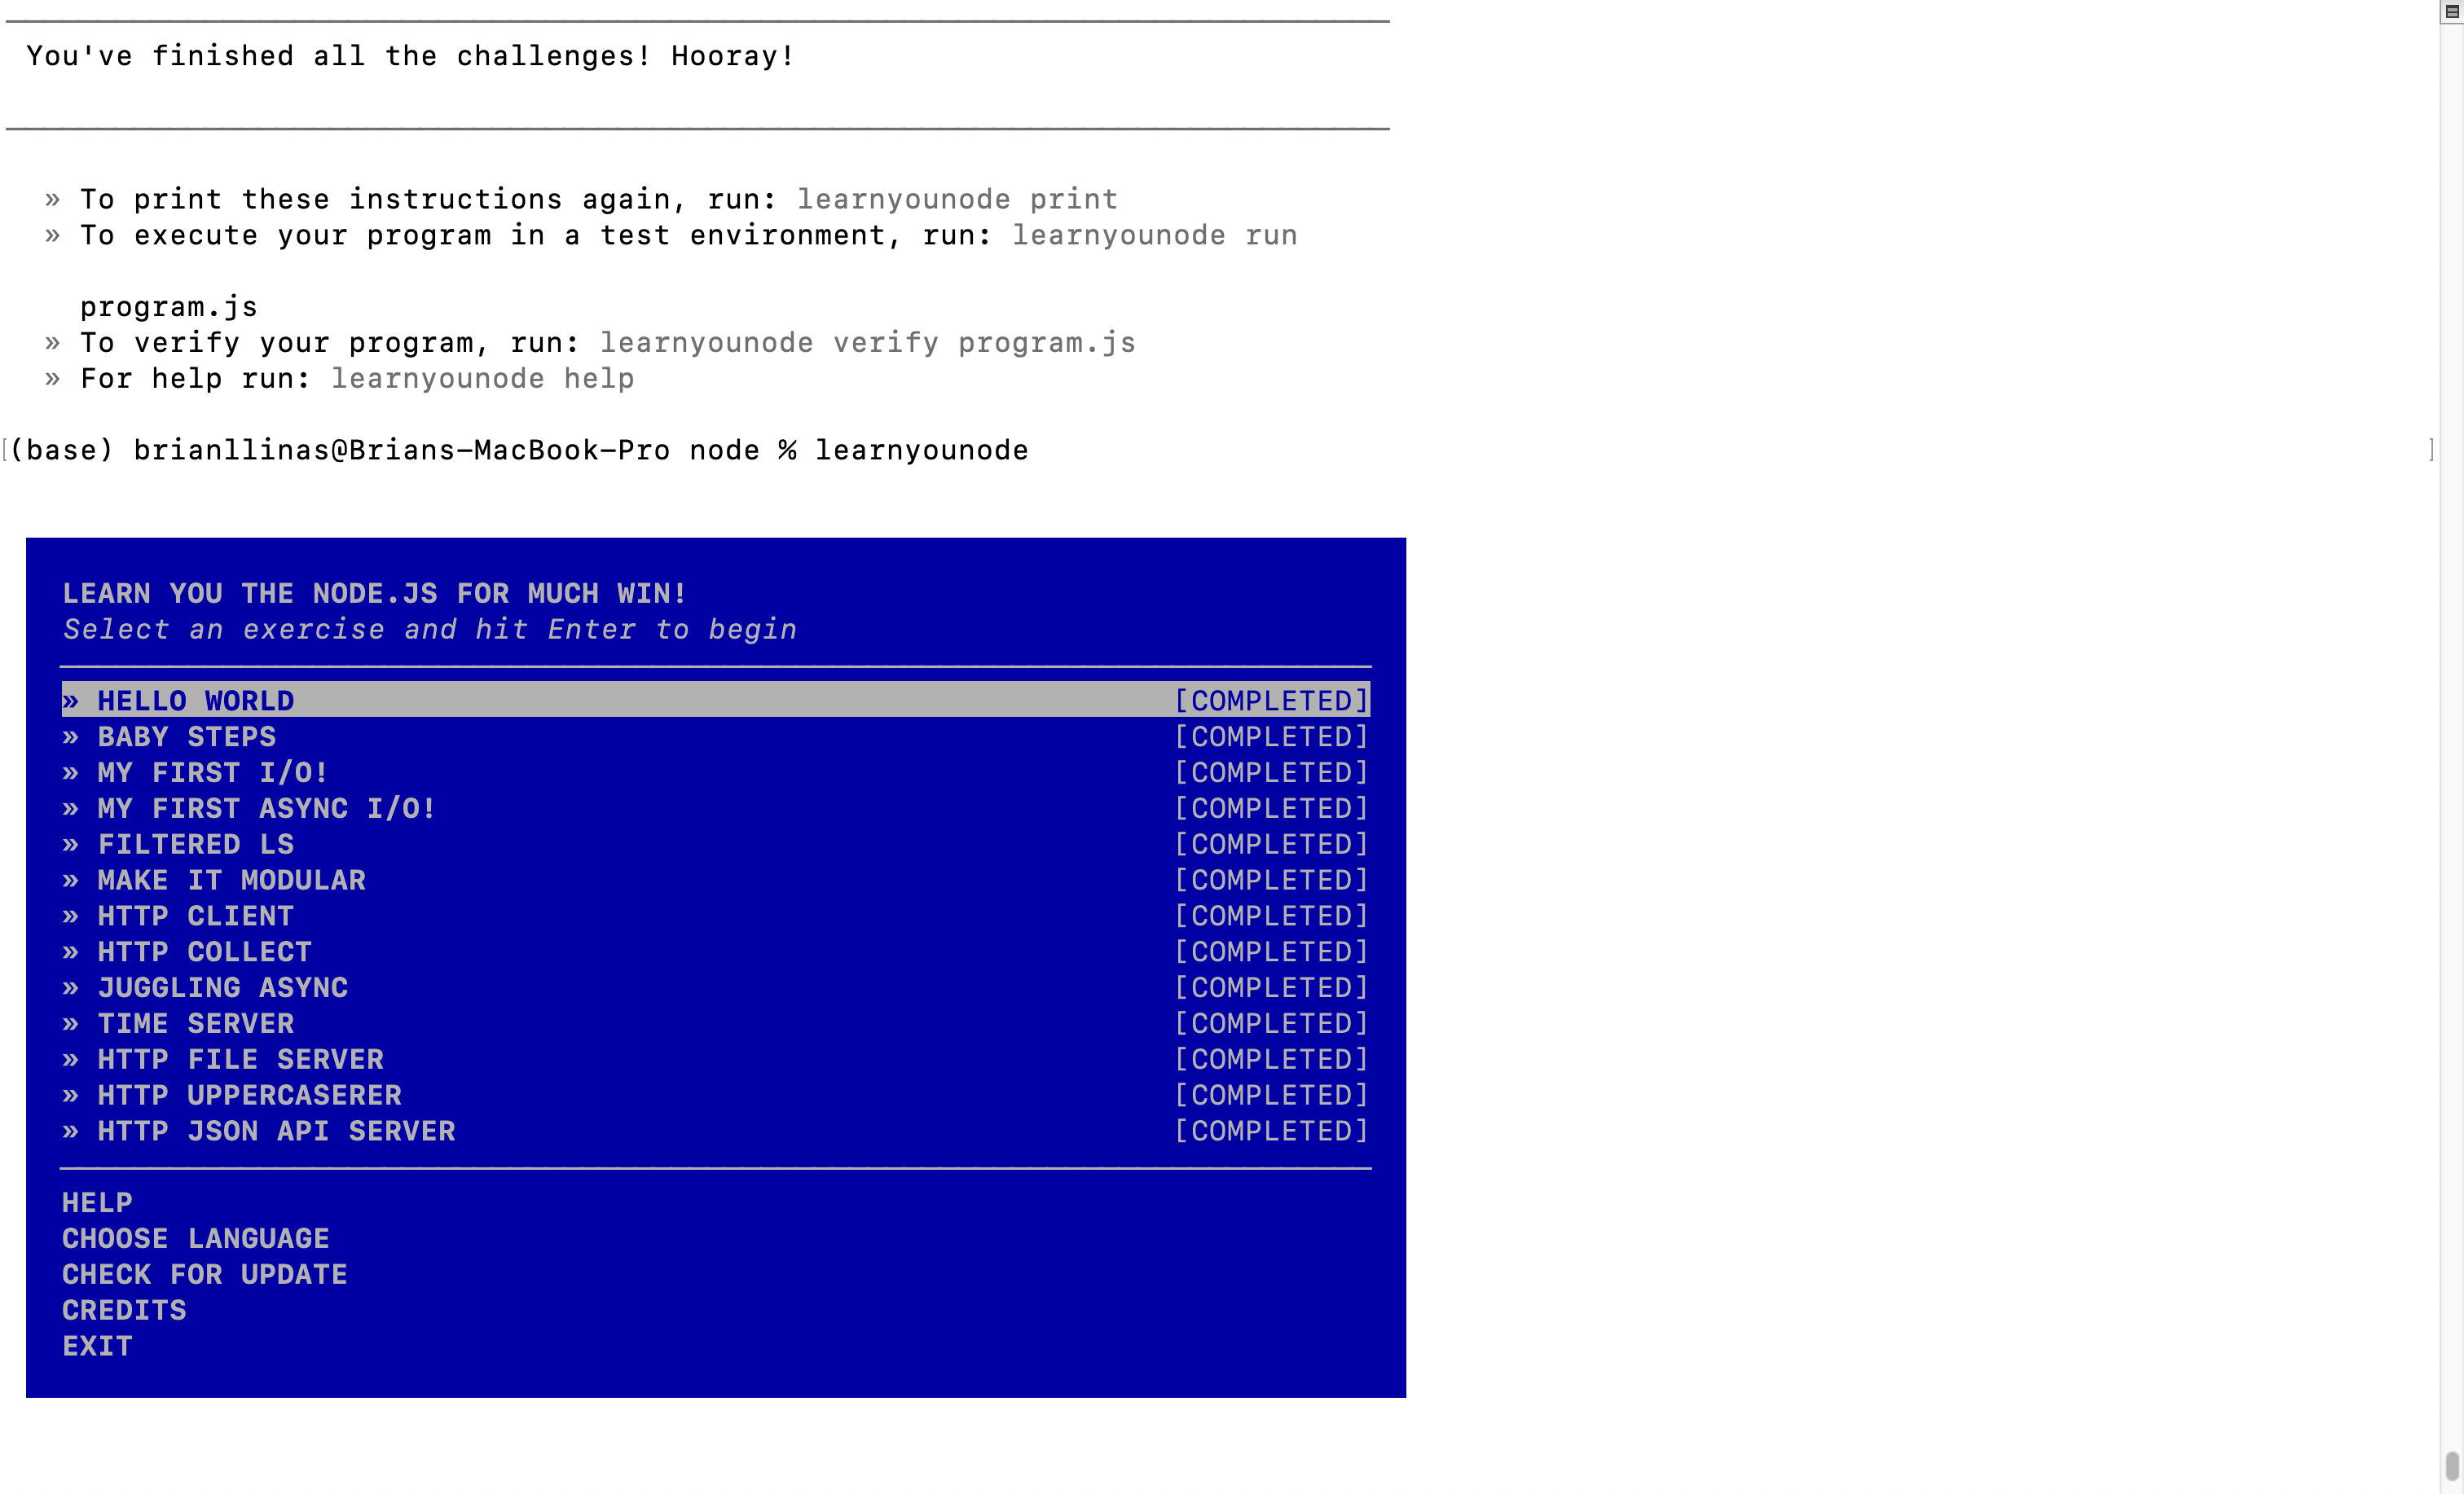 You've finished all the challenges! Hooray!
» To print these instructions again, run: learnyounode print
» To execute your program in a test environment, run: learnyounode run
program.js
» To verify your program, run: learnyounode verify program.js
» For help run: learnyounode help
[(base) brianllinas@Brians-MacBook-Pro node % learnyounode ]
LEARN YOU THE NODE.JS FOR MUCH WIN!
Select an exercise and hit Enter to begin
» HELLO WORLD [COMPLETED]
» BABY STEPS [COMPLETED]
» MY FIRST I/O! [COMPLETED]
» MY FIRST ASYNC I/O! [COMPLETED]
» FILTERED LS [COMPLETED]
» MAKE IT MODULAR [COMPLETED]
» HTTP CLIENT [COMPLETED]
» HTTP COLLECT [COMPLETED]
» JUGGLING ASYNC [COMPLETED]
» TIME SERVER [COMPLETED]
» HTTP FILE SERVER [COMPLETED]
» HTTP UPPERCASERER [COMPLETED]
» HTTP JSON API SERVER [COMPLETED]
HELP
CHOOSE LANGUAGE
CHECK FOR UPDATE
CREDITS
EXIT